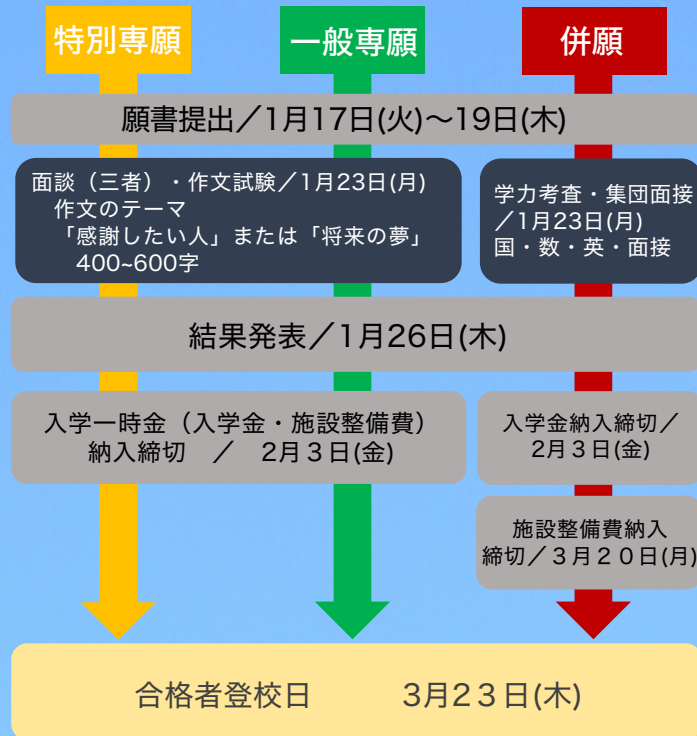 特別専願
一般専願
併願
願書提出／1月17日(火)～19日(木)
面談（三者）・作文試験／1月23日(月)
作文のテーマ
「感謝したい人」または「将来の夢」
400~600字
学力考査・集団面接
／1月23日(月)
国・数・英・面接
結果発表／1月26日(木)
入学一時金（入学金・施設整備費）
納入締切　／　2月３日(金)
入学金納入締切／
2月３日(金)
施設整備費納入
締切／３月２０日(月)
合格者登校日　　　3月2３日(木)